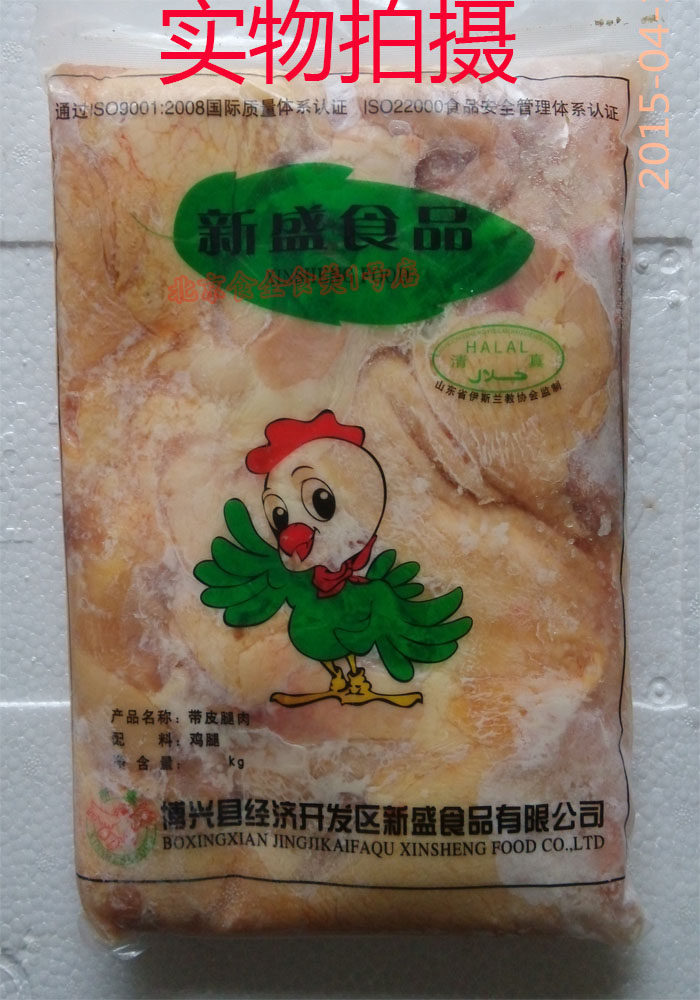 实物拍摄
2015-04-
通过ISO9001:2008国际质量体系认证 ISO22000食品安全管理体系认证
新盛食品
XINSHENG FOOD
HALAL
清 真
حلال
山东省伊斯兰教协会监制
产品名称：带皮腿肉
配 料：鸡腿
净含量： kg
博兴县经济开发区新盛食品有限公司
BOXINGXIAN JINGJIKAIFAQU XINSHENG FOOD CO.,LTD